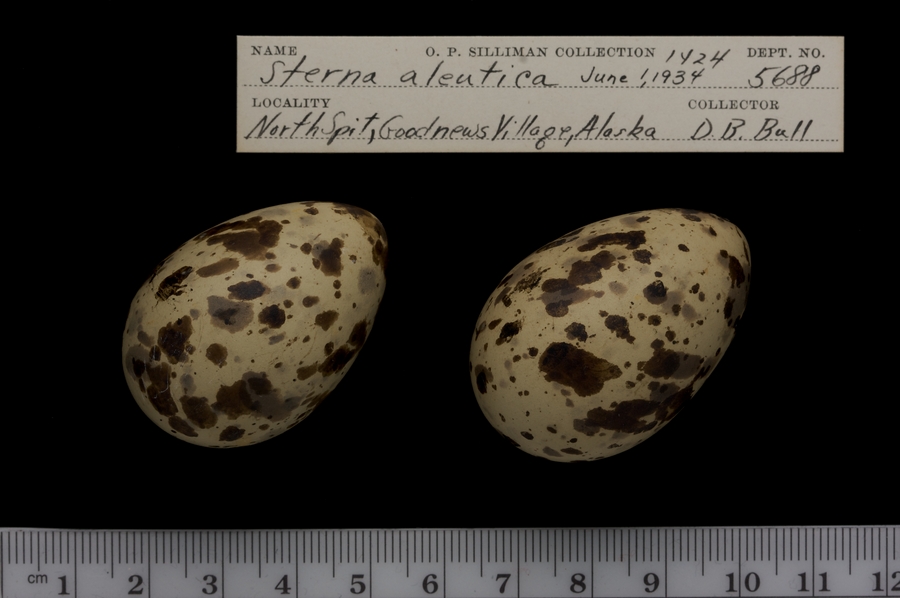 NAME O. P. SILLIMAN COLLECTION 1424 DEPT. NO.
Sterna aleutica June 1, 1934 5688
LOCALITY COLLECTOR
North Spit, Goodnews Village, Alaska D. B. Bull
cm 1 2 3 4 5 6 7 8 9 10 11 12